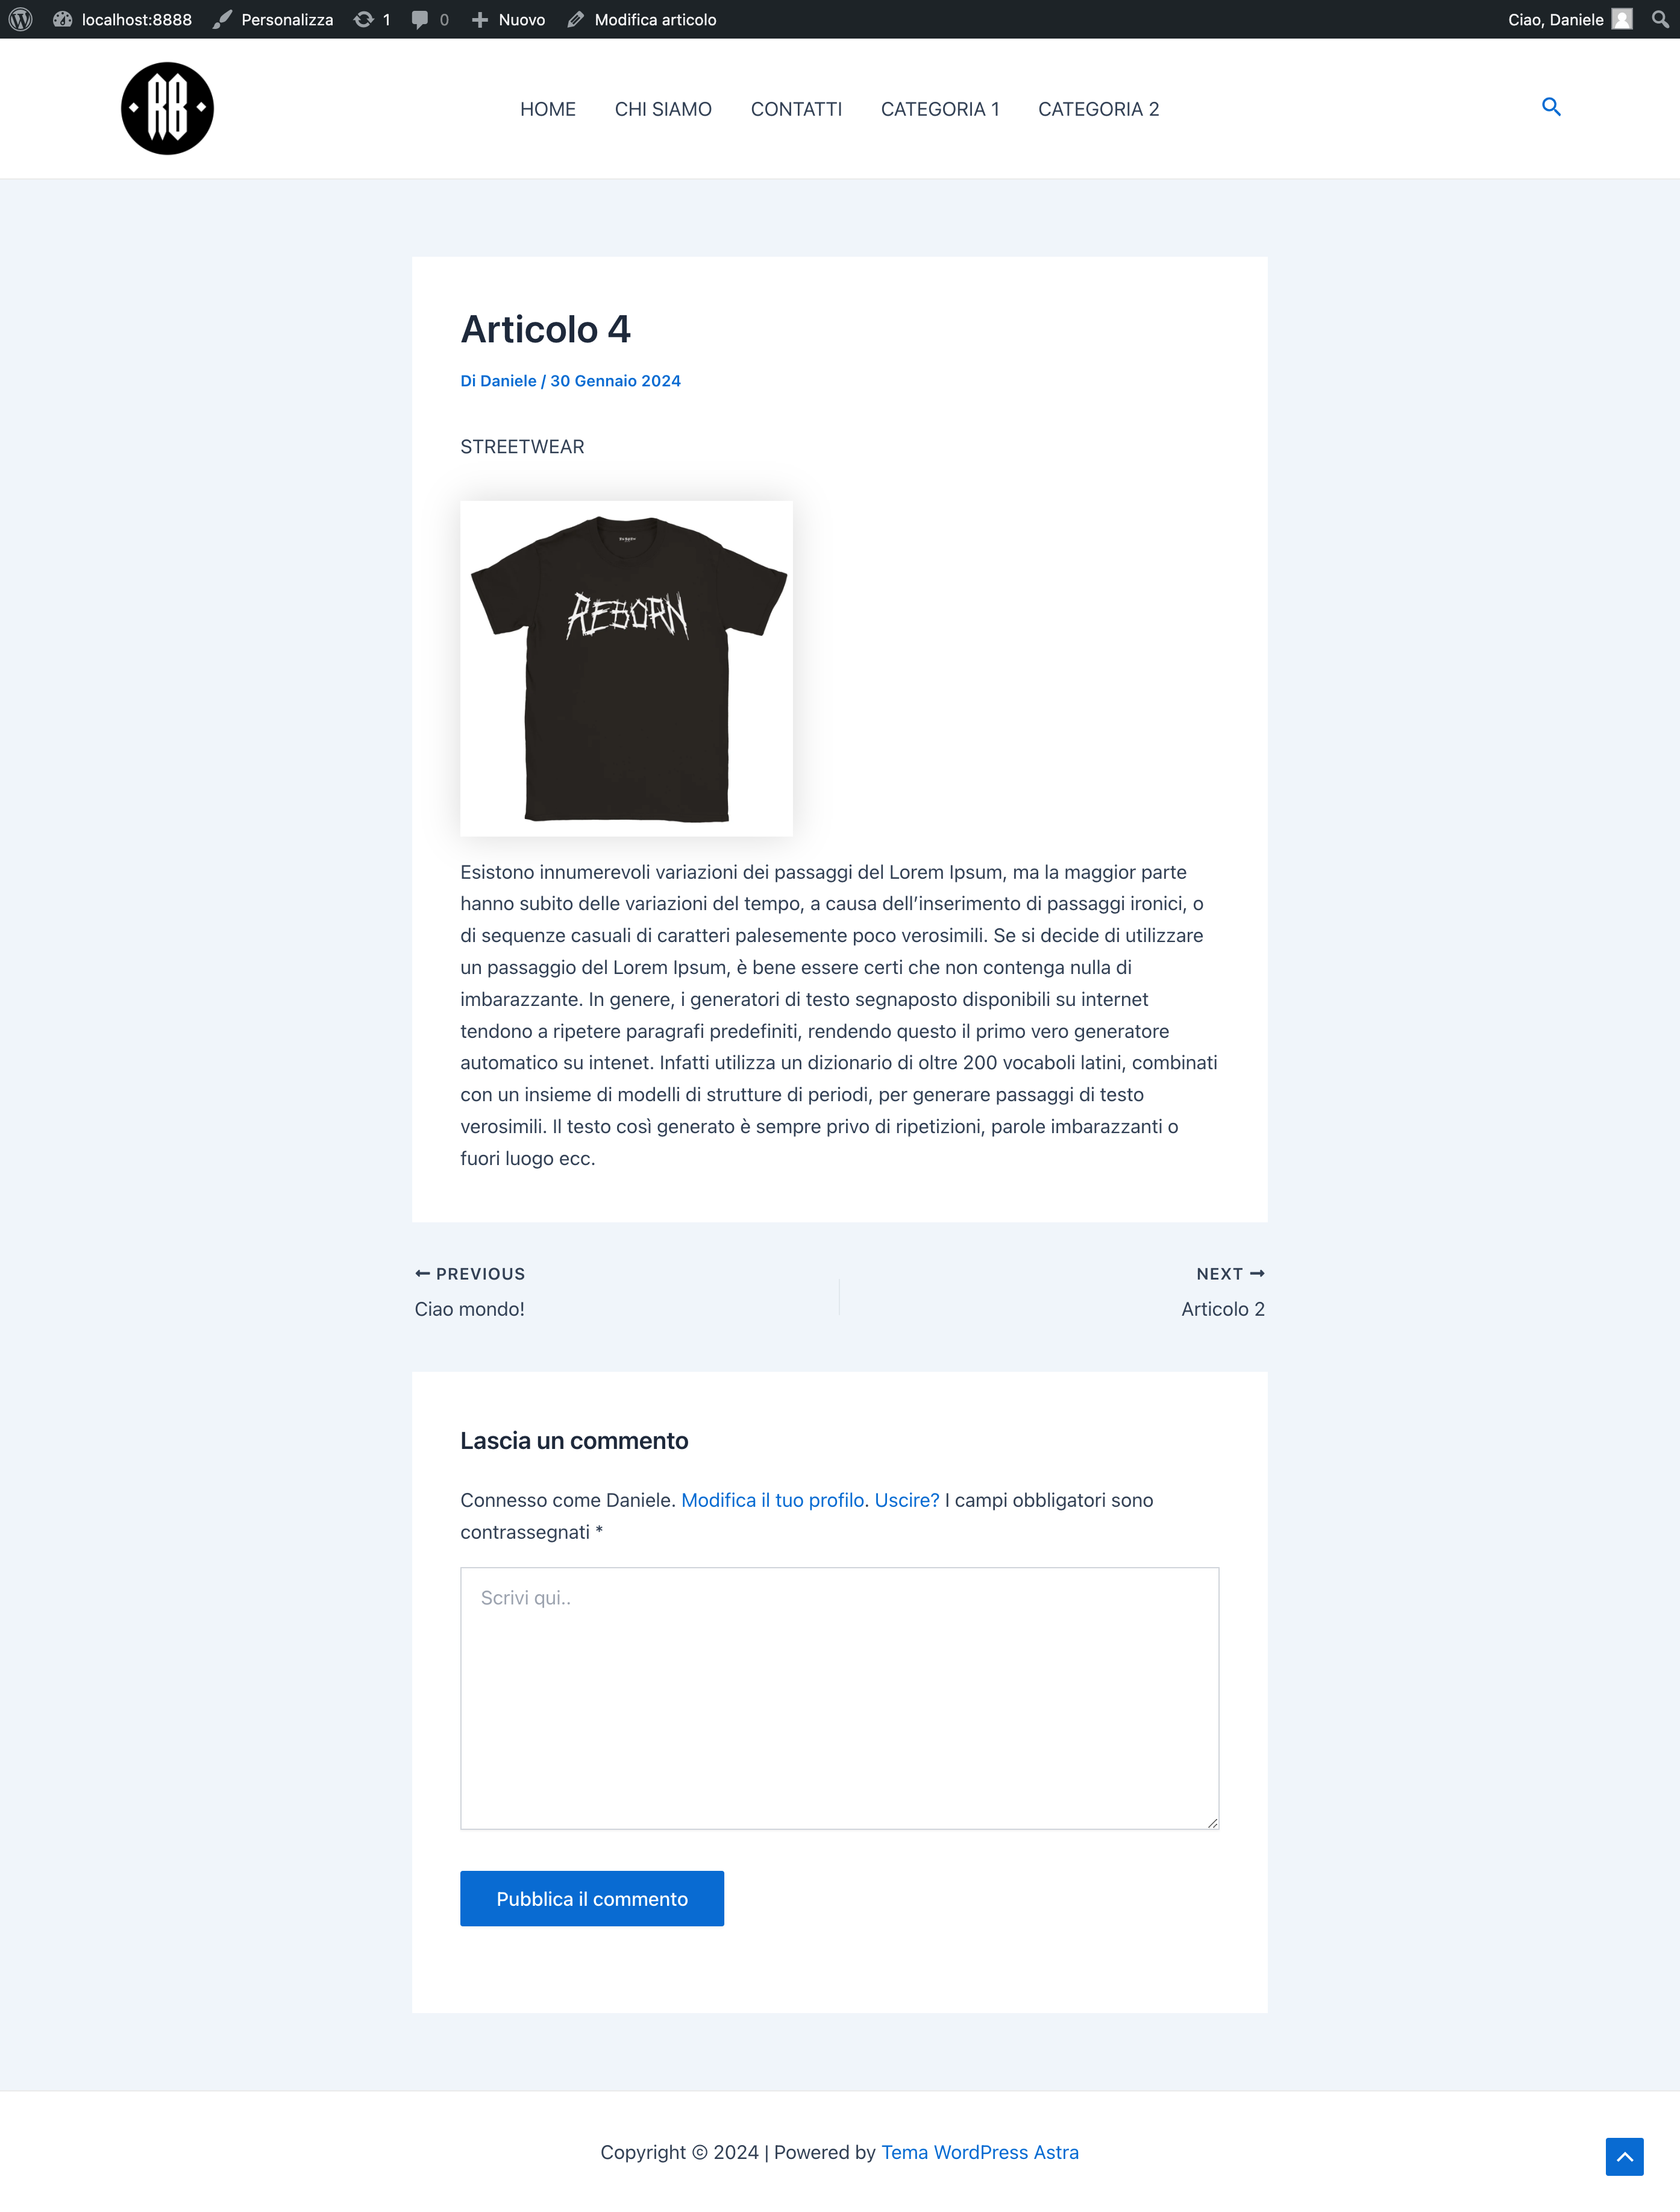 localhost:8888 Personalizza 1 0 Nuovo Modifica articolo Ciao, Daniele
RB
HOME CHI SIAMO CONTATTI CATEGORIA 1 CATEGORIA 2
Articolo 4
Di Daniele / 30 Gennaio 2024
STREETWEAR
REBORN
Esistono innumerevoli variazioni dei passaggi del Lorem Ipsum, ma la maggior parte
hanno subito delle variazioni del tempo, a causa dell’inserimento di passaggi ironici, o
di sequenze casuali di caratteri palesemente poco verosimili. Se si decide di utilizzare
un passaggio del Lorem Ipsum, è bene essere certi che non contenga nulla di
imbarazzante. In genere, i generatori di testo segnaposto disponibili su internet
tendono a ripetere paragrafi predefiniti, rendendo questo il primo vero generatore
automatico su intenet. Infatti utilizza un dizionario di oltre 200 vocaboli latini, combinati
con un insieme di modelli di strutture di periodi, per generare passaggi di testo
verosimili. Il testo così generato è sempre privo di ripetizioni, parole imbarazzanti o
fuori luogo ecc.
← PREVIOUS
Ciao mondo!
NEXT →
Articolo 2
Lascia un commento
Connesso come Daniele. Modifica il tuo profilo. Uscire? I campi obbligatori sono
contrassegnati *
Scrivi qui..
Pubblica il commento
Copyright © 2024 | Powered by Tema WordPress Astra